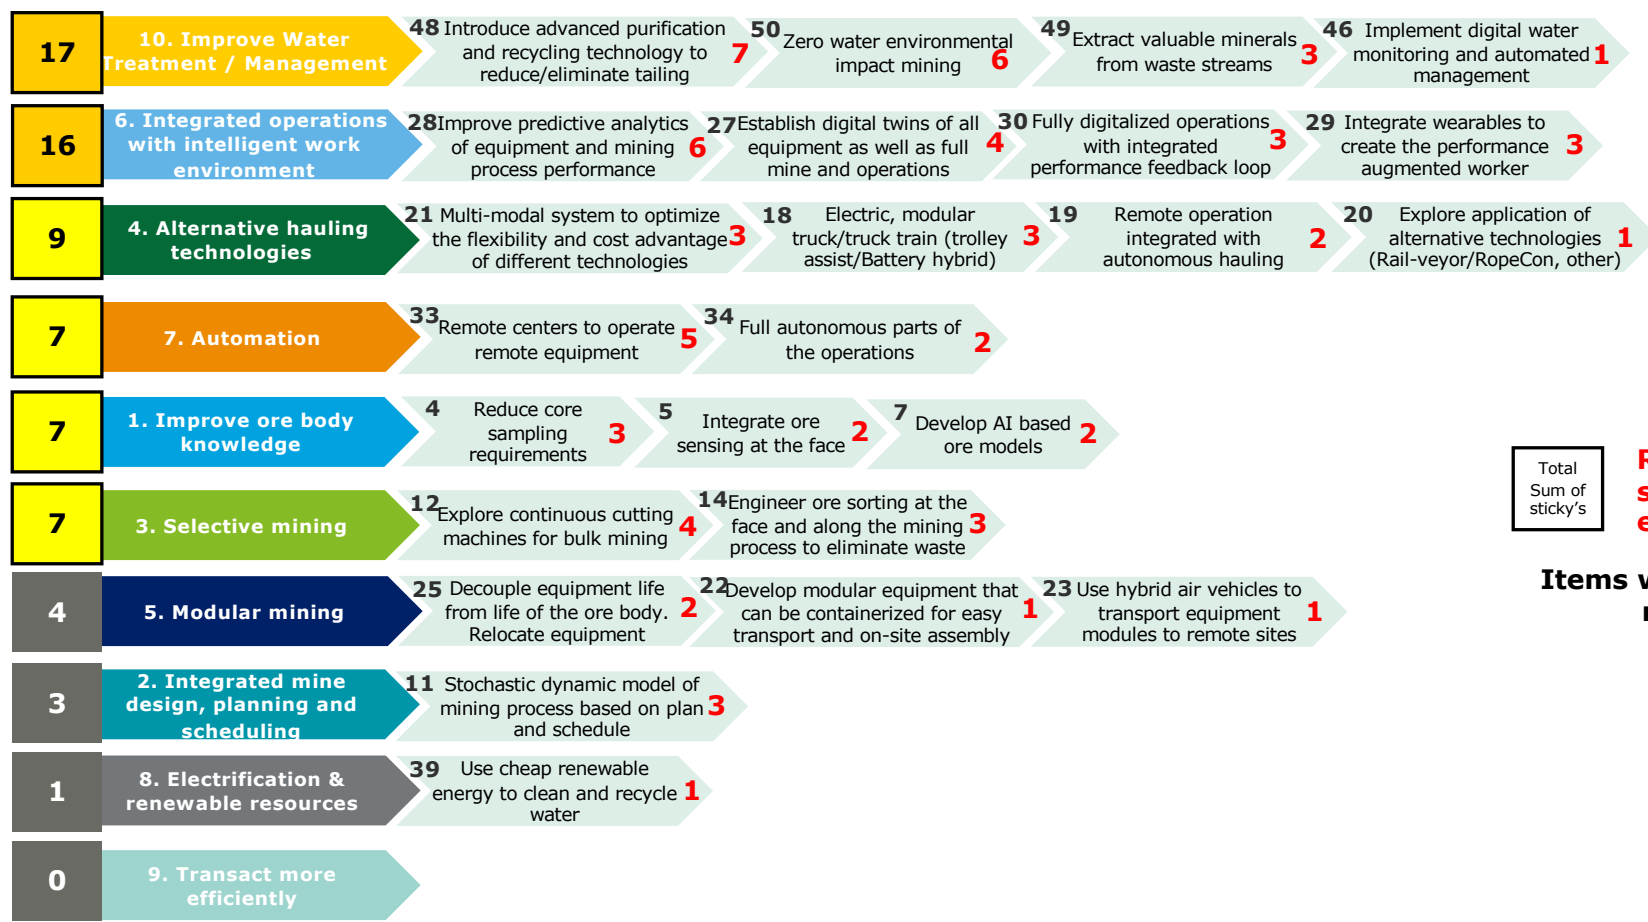 17
10. Improve Water
Treatment / Management
48 Introduce advanced purification
and recycling technology to
reduce/eliminate tailing
7
50 Zero water environmental
impact mining
6
49 Extract valuable minerals
from waste streams
3
46 Implement digital water
monitoring and automated
management
1
16
6. Integrated operations
with intelligent work
environment
28 Improve predictive analytics
of equipment and mining
process performance
6
27 Establish digital twins of all
equipment as well as full
mine and operations
4
30 Fully digitalized operations
with integrated
performance feedback loop
3
29 Integrate wearables to
create the performance
augmented worker
3
9
4. Alternative hauling
technologies
21 Multi-modal system to optimize
the flexibility and cost advantage
of different technologies
3
18 Electric, modular
truck/truck train (trolley
assist/Battery hybrid)
3
19 Remote operation
integrated with
autonomous hauling
2
20 Explore application of
alternative technologies
(Rail-veyor/RopeCon, other)
1
7
7. Automation
33 Remote centers to operate
remote equipment
5
34 Full autonomous parts of
the operations
2
7
1. Improve ore body
knowledge
4 Reduce core
sampling
requirements
3
5 Integrate ore
sensing at the face
2
7 Develop AI based
ore models
2
7
3. Selective mining
12 Explore continuous cutting
machines for bulk mining
4
14 Engineer ore sorting at the
face and along the mining
process to eliminate waste
3
Total
Sum of
sticky's
4
5. Modular mining
25 Decouple equipment life
from life of the ore body.
Relocate equipment
2
22 Develop modular equipment that
can be containerized for easy
transport and on-site assembly
1
23 Use hybrid air vehicles to
transport equipment
modules to remote sites
1
Items
3
2. Integrated mine
design, planning and
scheduling
11 Stochastic dynamic model of
mining process based on plan
and schedule
3
1
8. Electrification &
renewable resources
39 Use cheap renewable
energy to clean and recycle
water
1
0
9. Transact more
efficiently